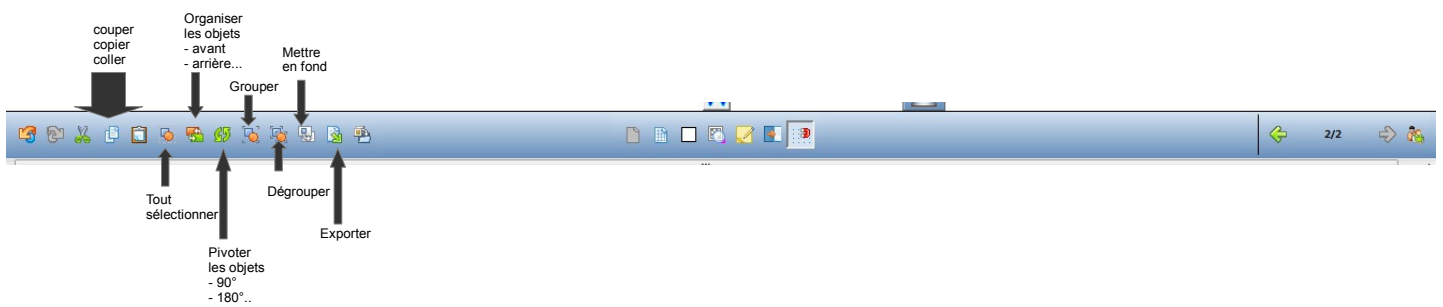 couper
copier
coller
Organiser
les objets
- avant
- arrière...
Mettre
en fond
Grouper
2/2
Tout
sélectionner
Dégrouper
Exporter
Pivoter
les objets
- 90°
- 180°..